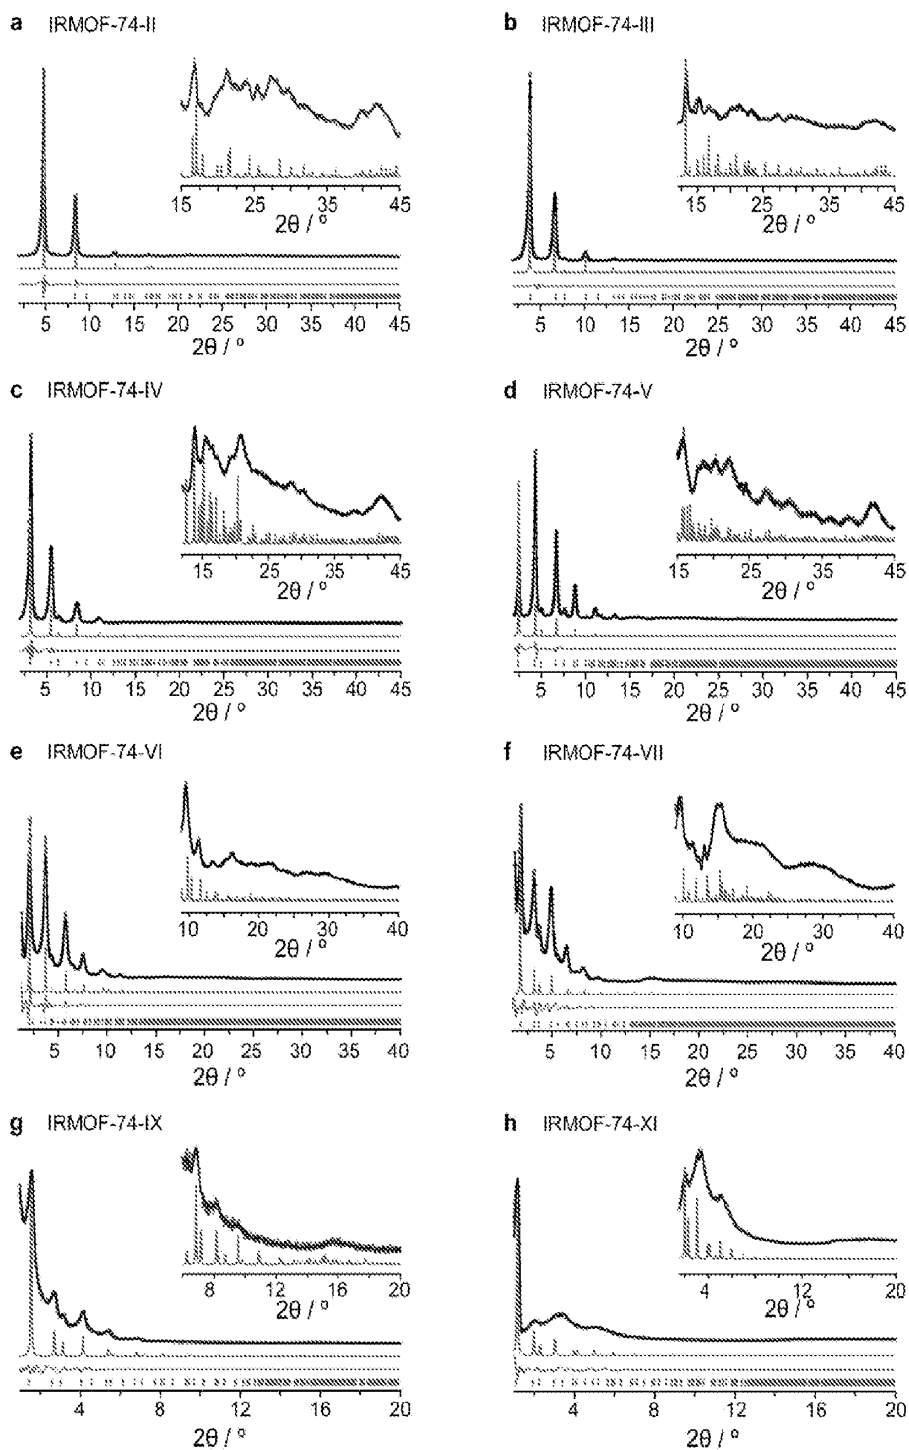 a IRMOF-74-II
15 25 35 45
2θ / º
5 10 15 20 25 30 35 40 45
2θ / º
b IRMOF-74-III
15 25 35 45
2θ / º
5 10 15 20 25 30 35 40 45
2θ / º
c IRMOF-74-IV
15 25 35 45
2θ / º
5 10 15 20 25 30 35 40 45
2θ / º
d IRMOF-74-V
15 25 35 45
2θ / º
5 10 15 20 25 30 35 40 45
2θ / º
e IRMOF-74-VI
10 20 30 40
2θ / º
5 10 15 20 25 30 35 40
2θ / º
f IRMOF-74-VII
10 20 30 40
2θ / º
5 10 15 20 25 30 35 40
2θ / º
g IRMOF-74-IX
8 12 16 20
2θ / º
4 8 12 16 20
2θ / º
h IRMOF-74-XI
4 12 20
2θ / º
4 8 12 16 20
2θ / º